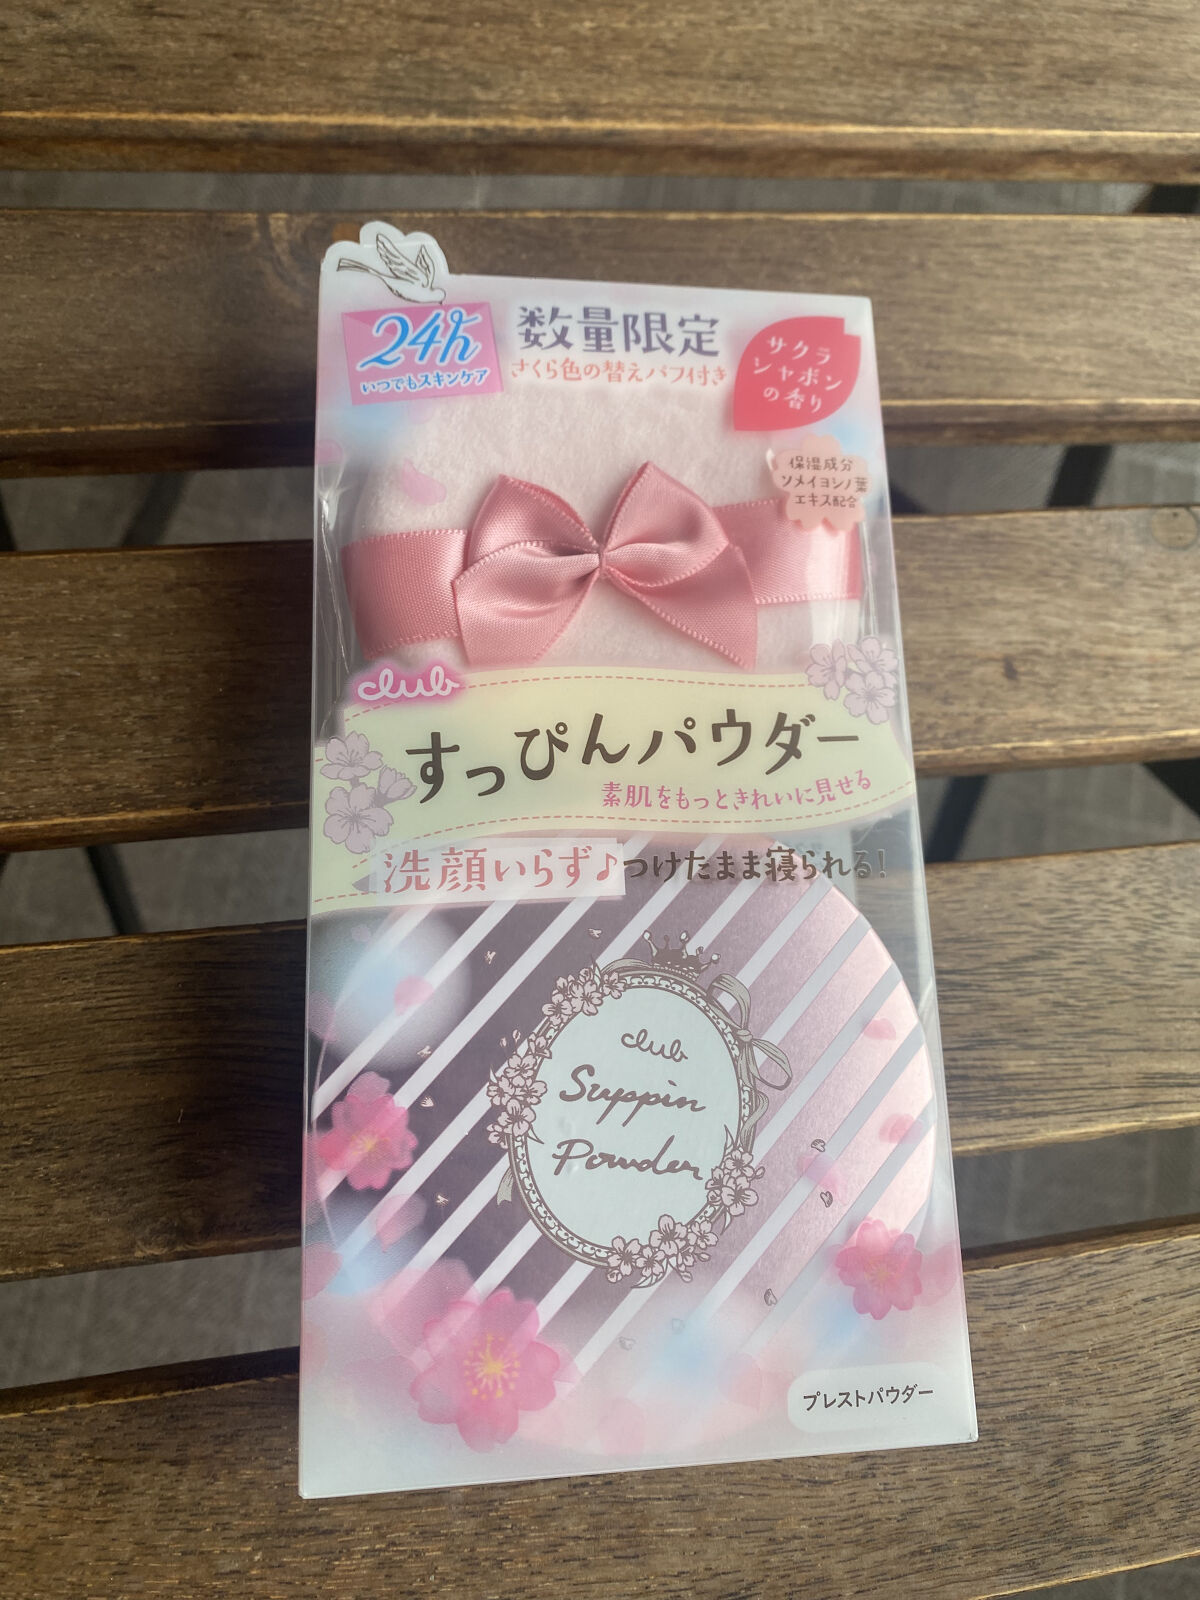 24h
いつでもスキンケア
数量限定
さくら色の替えパフ付き
サクラ
シャボン
の香り
保湿成分
ソメイヨシノ葉
エキス配合
club
すっぴんパウダー
素肌をもっときれいに見せる
洗顔いらず♪つけたまま寝られる!
club
Suppin
Powder
プレストパウダー